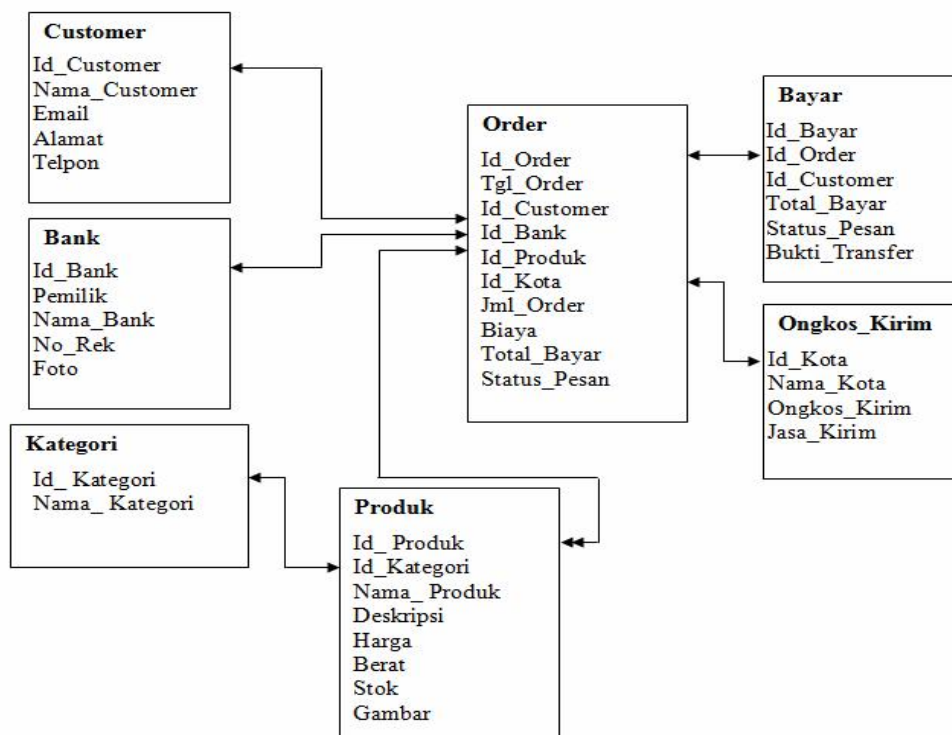 Customer
Id_Customer
Nama_Customer
Email
Alamat
Telpon
Bank
Id_Bank
Pemilik
Nama_Bank
No_Rek
Foto
Kategori
Id_ Kategori
Nama_ Kategori
Order
Id_Order
Tgl_Order
Id_Customer
Id_Bank
Id_Produk
Id_Kota
Jml_Order
Biaya
Total_Bayar
Status_Pesan
Produk
Id_ Produk
Id_Kategori
Nama_ Produk
Deskripsi
Harga
Berat
Stok
Gambar
Bayar
Id_Bayar
Id_Order
Id_Customer
Total_Bayar
Status_Pesan
Bukti_Transfer
Ongkos_Kirim
Id_Kota
Nama_Kota
Ongkos_Kirim
Jasa_Kirim